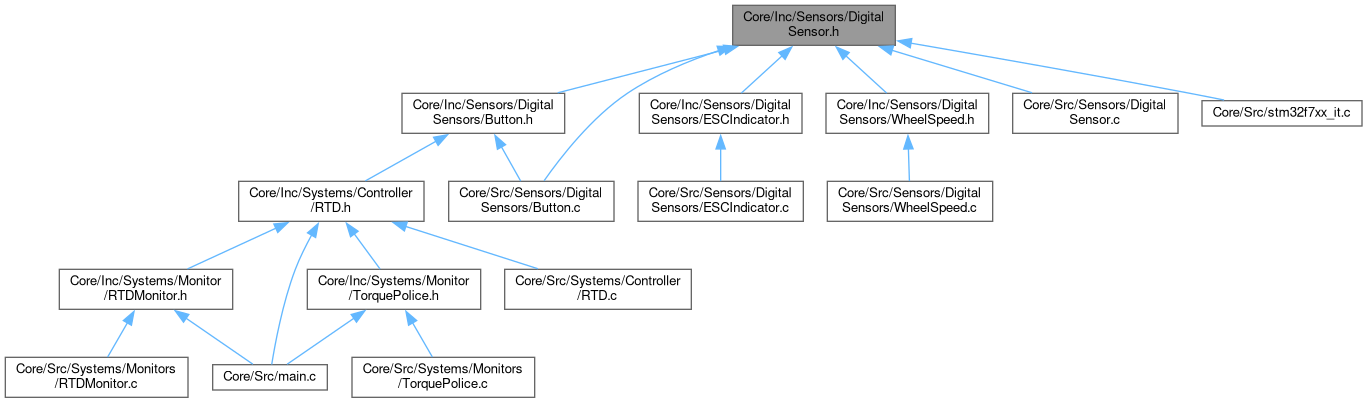 Core/Inc/Sensors/Digital
Sensor.h
Core/Inc/Sensors/Digital
Sensors/Button.h
Core/Inc/Sensors/Digital
Sensors/ESCIndicator.h
Core/Inc/Sensors/Digital
Sensors/WheelSpeed.h
Core/Src/Sensors/Digital
Sensor.c
Core/Src/stm32f7xx_it.c
Core/Inc/Systems/Controller
/RTD.h
Core/Src/Sensors/Digital
Sensors/Button.c
Core/Src/Sensors/Digital
Sensors/ESCIndicator.c
Core/Src/Sensors/Digital
Sensors/WheelSpeed.c
Core/Inc/Systems/Monitor
/RTDMonitor.h
Core/Inc/Systems/Monitor
/TorquePolice.h
Core/Src/Systems/Controller
/RTD.c
Core/Src/Systems/Monitors
/RTDMonitor.c
Core/Src/main.c
Core/Src/Systems/Monitors
/TorquePolice.c